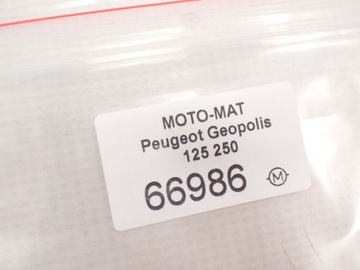 MOTO-MAT
Peugeot Geopolis
125 250
66986 M